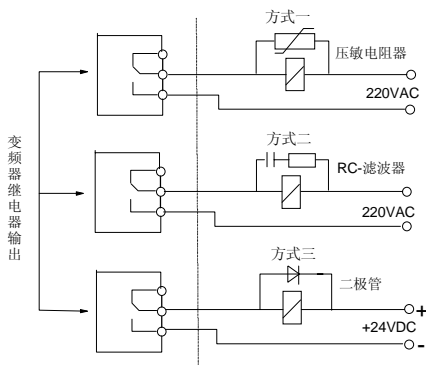 方式一
压敏电阻器
220VAC
变频器继电器输出
方式二
RC-滤波器
220VAC
方式三
二极管
+
+24VDC
-